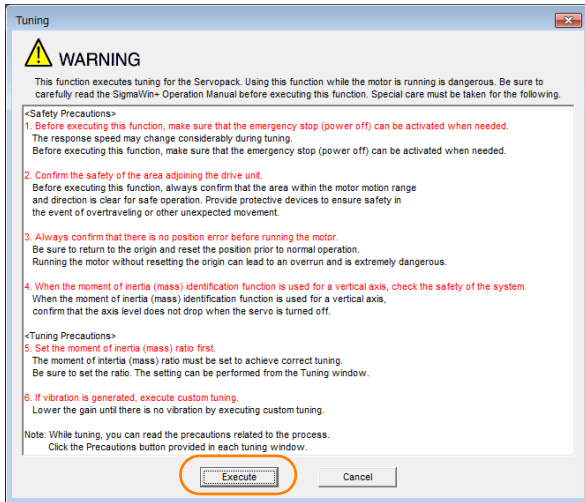 Tuning
WARNING
This function executes tuning for the Servopack. Using this function while the motor is running is dangerous. Be sure to
carefully read the SigmaWin+ Operation Manual before executing this function. Special care must be taken for the following.
<Safety Precautions>
1. Before executing this function, make sure that the emergency stop (power off) can be activated when needed.
The response speed may change considerably during tuning.
Before executing this function, make sure that the emergency stop (power off) can be activated when needed.
2. Confirm the safety of the area adjoining the drive unit.
Before executing this function, always confirm that the area within the motor motion range
and direction is clear for safe operation. Provide protective devices to ensure safety in
the event of overtraveling or other unexpected movement.
3. Always confirm that there is no position error before running the motor.
Be sure to return to the origin and reset the position prior to normal operation.
Running the motor without resetting the origin can lead to an overrun and is extremely dangerous.
4. When the moment of inertia (mass) identification function is used for a vertical axis, check the safety of the system.
When the moment of inertia (mass) identification function is used for a vertical axis,
confirm that the axis level does not drop when the servo is turned off.
<Tuning Precautions>
5. Set the moment of inertia (mass) ratio first.
The moment of intertia (mass) ratio must be set to achieve correct tuning.
Be sure to set the ratio. The setting can be performed from the Tuning window.
6. If vibration is generated, execute custom tuning.
Lower the gain until there is no vibration by executing custom tuning.
Note: While tuning, you can read the precautions related to the process.
Click the Precautions button provided in each tuning window.
Execute Cancel